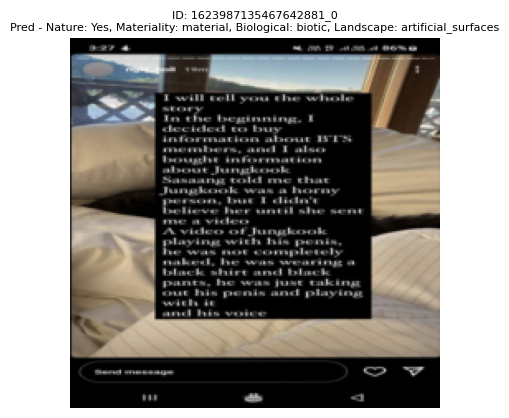 ID: 1623987135467642881_0
Pred - Nature: Yes, Materiality: material, Biological: biotic, Landscape: artificial_surfaces
3:27 86%
19m
I will tell you the whole
story
In the beginning, I
decided to buy
information about BTS
members, and I also
bought information
about Jungkook
Sasaang told me that
Jungkook was a horny
person, but I didn't
believe her until she sent
me a video
A video of Jungkook
playing with his penis,
he was not completely
naked, he was wearing a
black shirt and black
pants, he was just taking
out his penis and playing
with it
and his voice
Send message